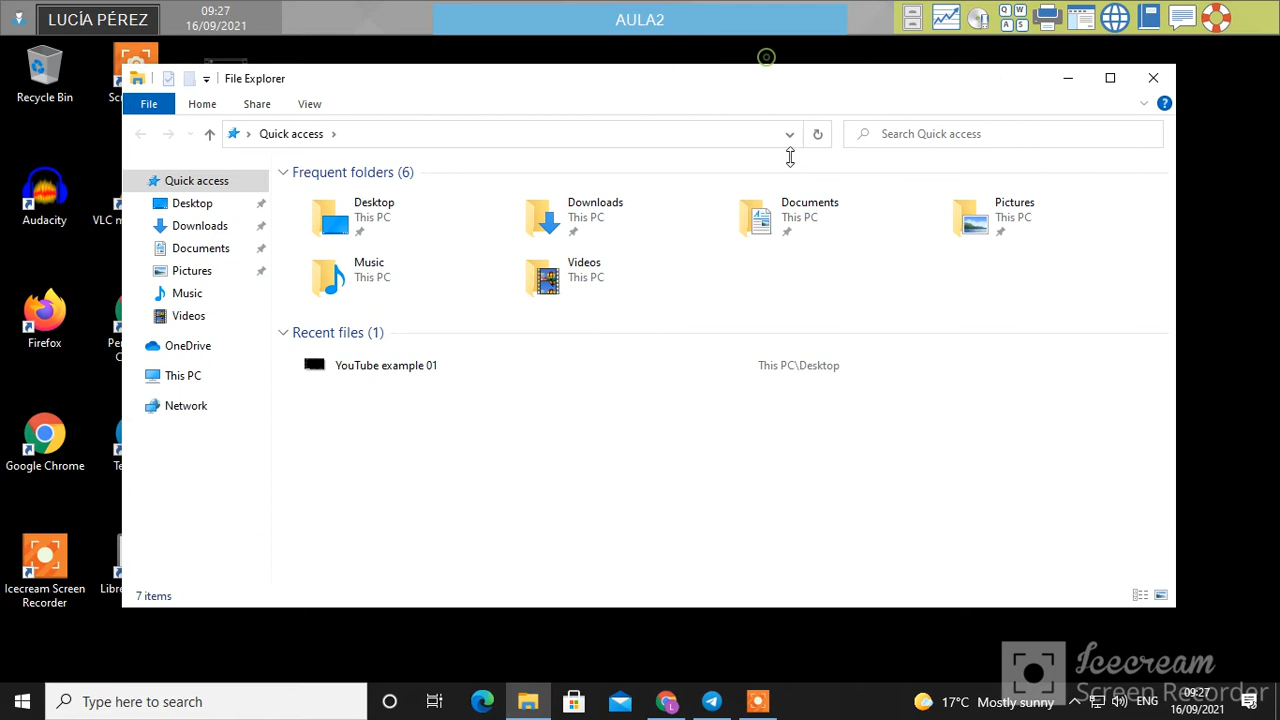 LUCÍA PÉREZ
09:27
16/09/2021
AULA2
Q W
A S
Recycle Bin
Scr
File Explorer
File
Home
Share
View
Quick access
Search Quick access
Quick access
Desktop
Downloads
Documents
Pictures
Music
Videos
OneDrive
This PC
Network
Frequent folders (6)
Desktop
This PC
Downloads
This PC
Documents
This PC
Pictures
This PC
Music
This PC
Videos
This PC
Recent files (1)
YouTube example 01
This PC\Desktop
7 items
Audacity
VLC m
Firefox
Google Chrome
Te
Icecream Screen
Recorder
Libre
Icecream
Screen Recorder
Type here to search
17°C Mostly sunny
ENG
09:27
16/09/2021